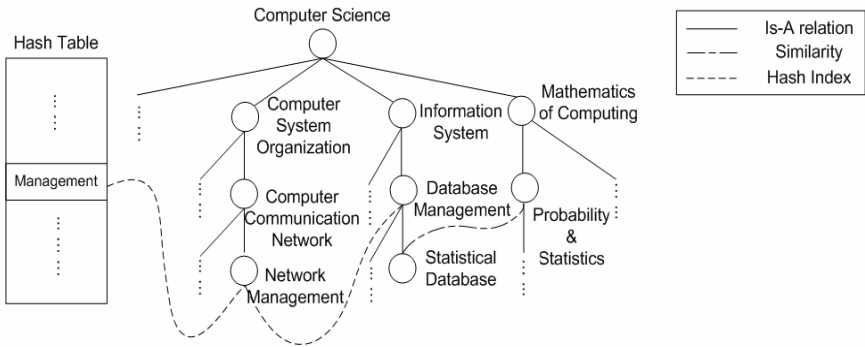 Computer Science
Hash Table
Management
Computer
System
Organization
Information
System
Mathematics
of Computing
Computer
Communication
Network
Database
Management
Probability
&
Statistics
Network
Management
Statistical
Database
Is-A relation
Similarity
Hash Index